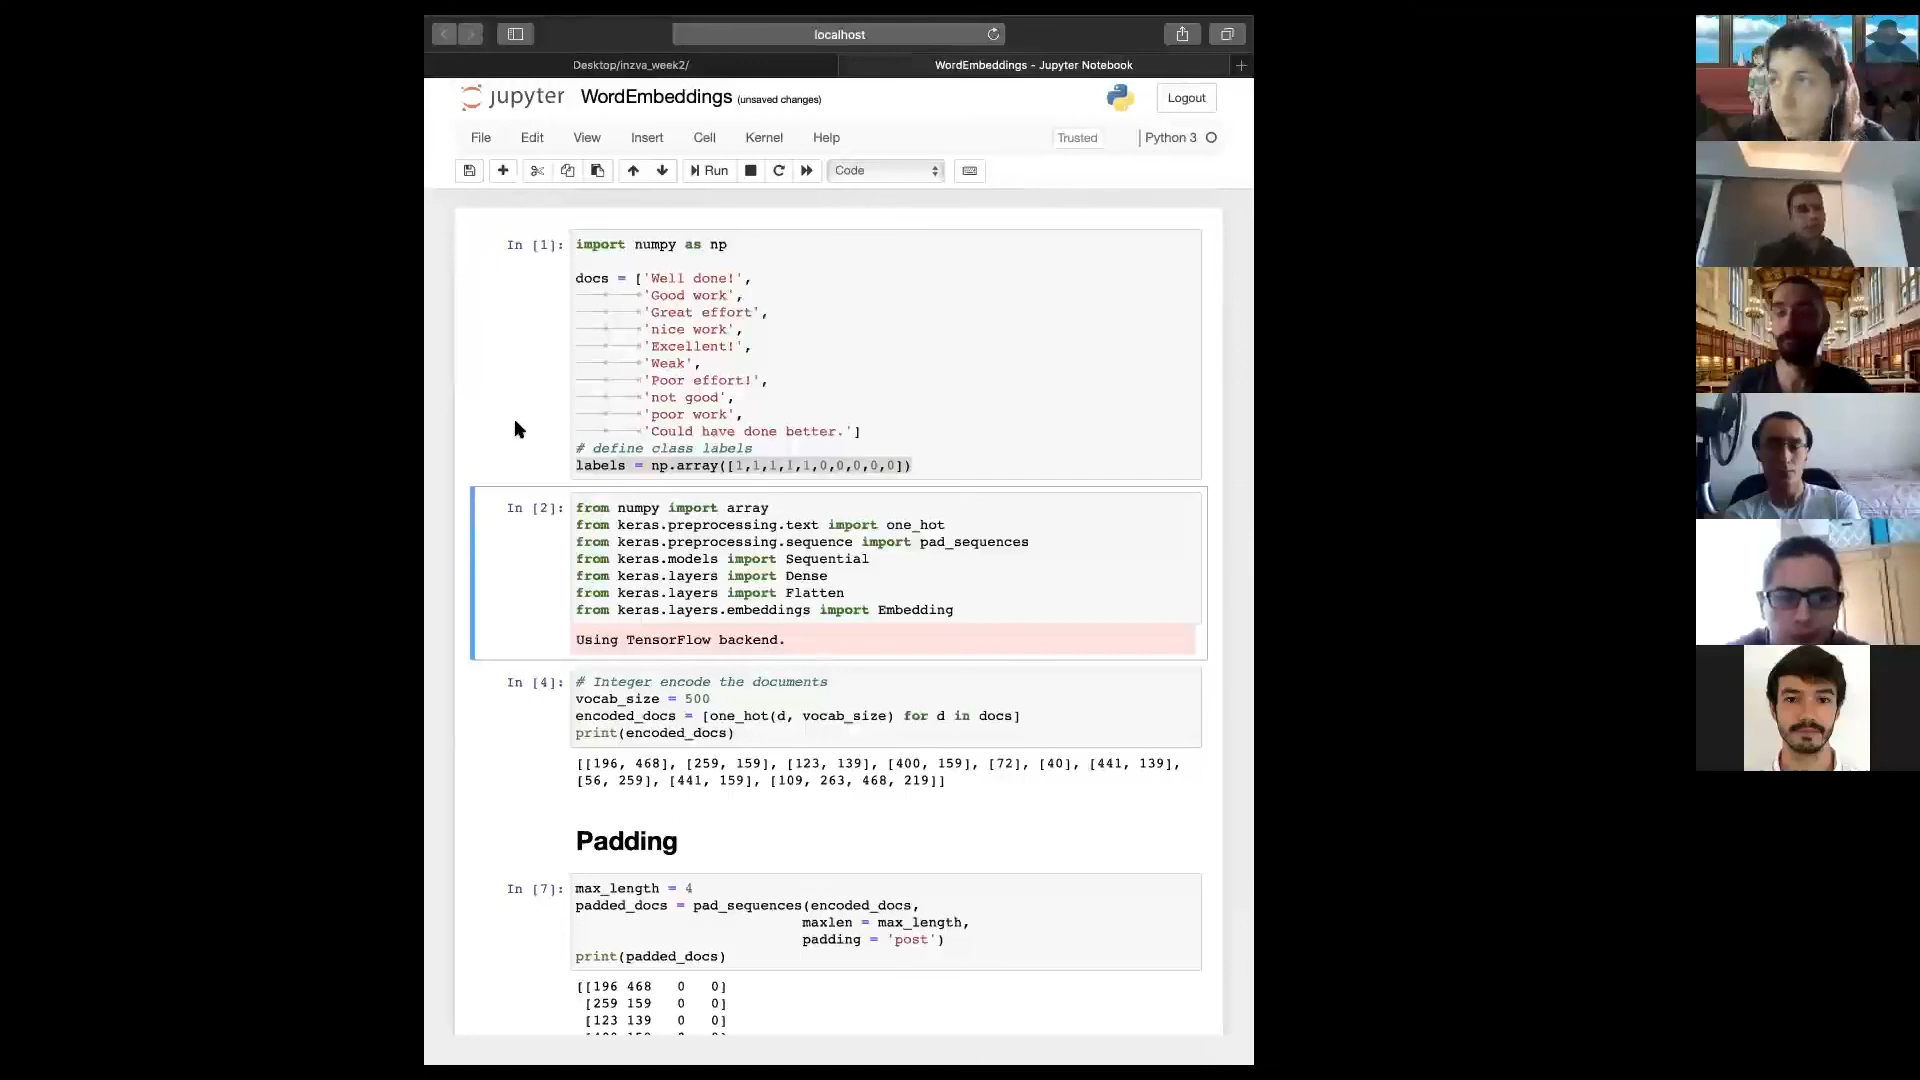 localhost
Desktop/inzva_week2/
WordEmbeddings - Jupyter Notebook
jupyter WordEmbeddings (unsaved changes)
Logout
File Edit View Insert Cell Kernel Help
Trusted
Python 3
Run
Code
In [1]:
import numpy as np
docs = ['Well done!',
'Good work',
'Great effort',
'nice work',
'Excellent!',
'Weak',
'Poor effort!',
'not good',
'poor work',
'Could have done better.']
# define class labels
labels = np.array([1,1,1,1,1,0,0,0,0,0])
In [2]:
from numpy import array
from keras.preprocessing.text import one_hot
from keras.preprocessing.sequence import pad_sequences
from keras.models import Sequential
from keras.layers import Dense
from keras.layers import Flatten
from keras.layers.embeddings import Embedding
Using TensorFlow backend.
In [4]:
# Integer encode the documents
vocab_size = 500
encoded_docs = [one_hot(d, vocab_size) for d in docs]
print(encoded_docs)
[[196, 468], [259, 159], [123, 139], [400, 159], [72], [40], [441, 139],
[56, 259], [441, 159], [109, 263, 468, 219]]
Padding
In [7]:
max_length = 4
padded_docs = pad_sequences(encoded_docs,
maxlen = max_length,
padding = 'post')
print(padded_docs)
[[196 468 0 0]
[259 159 0 0]
[123 139 0 0]